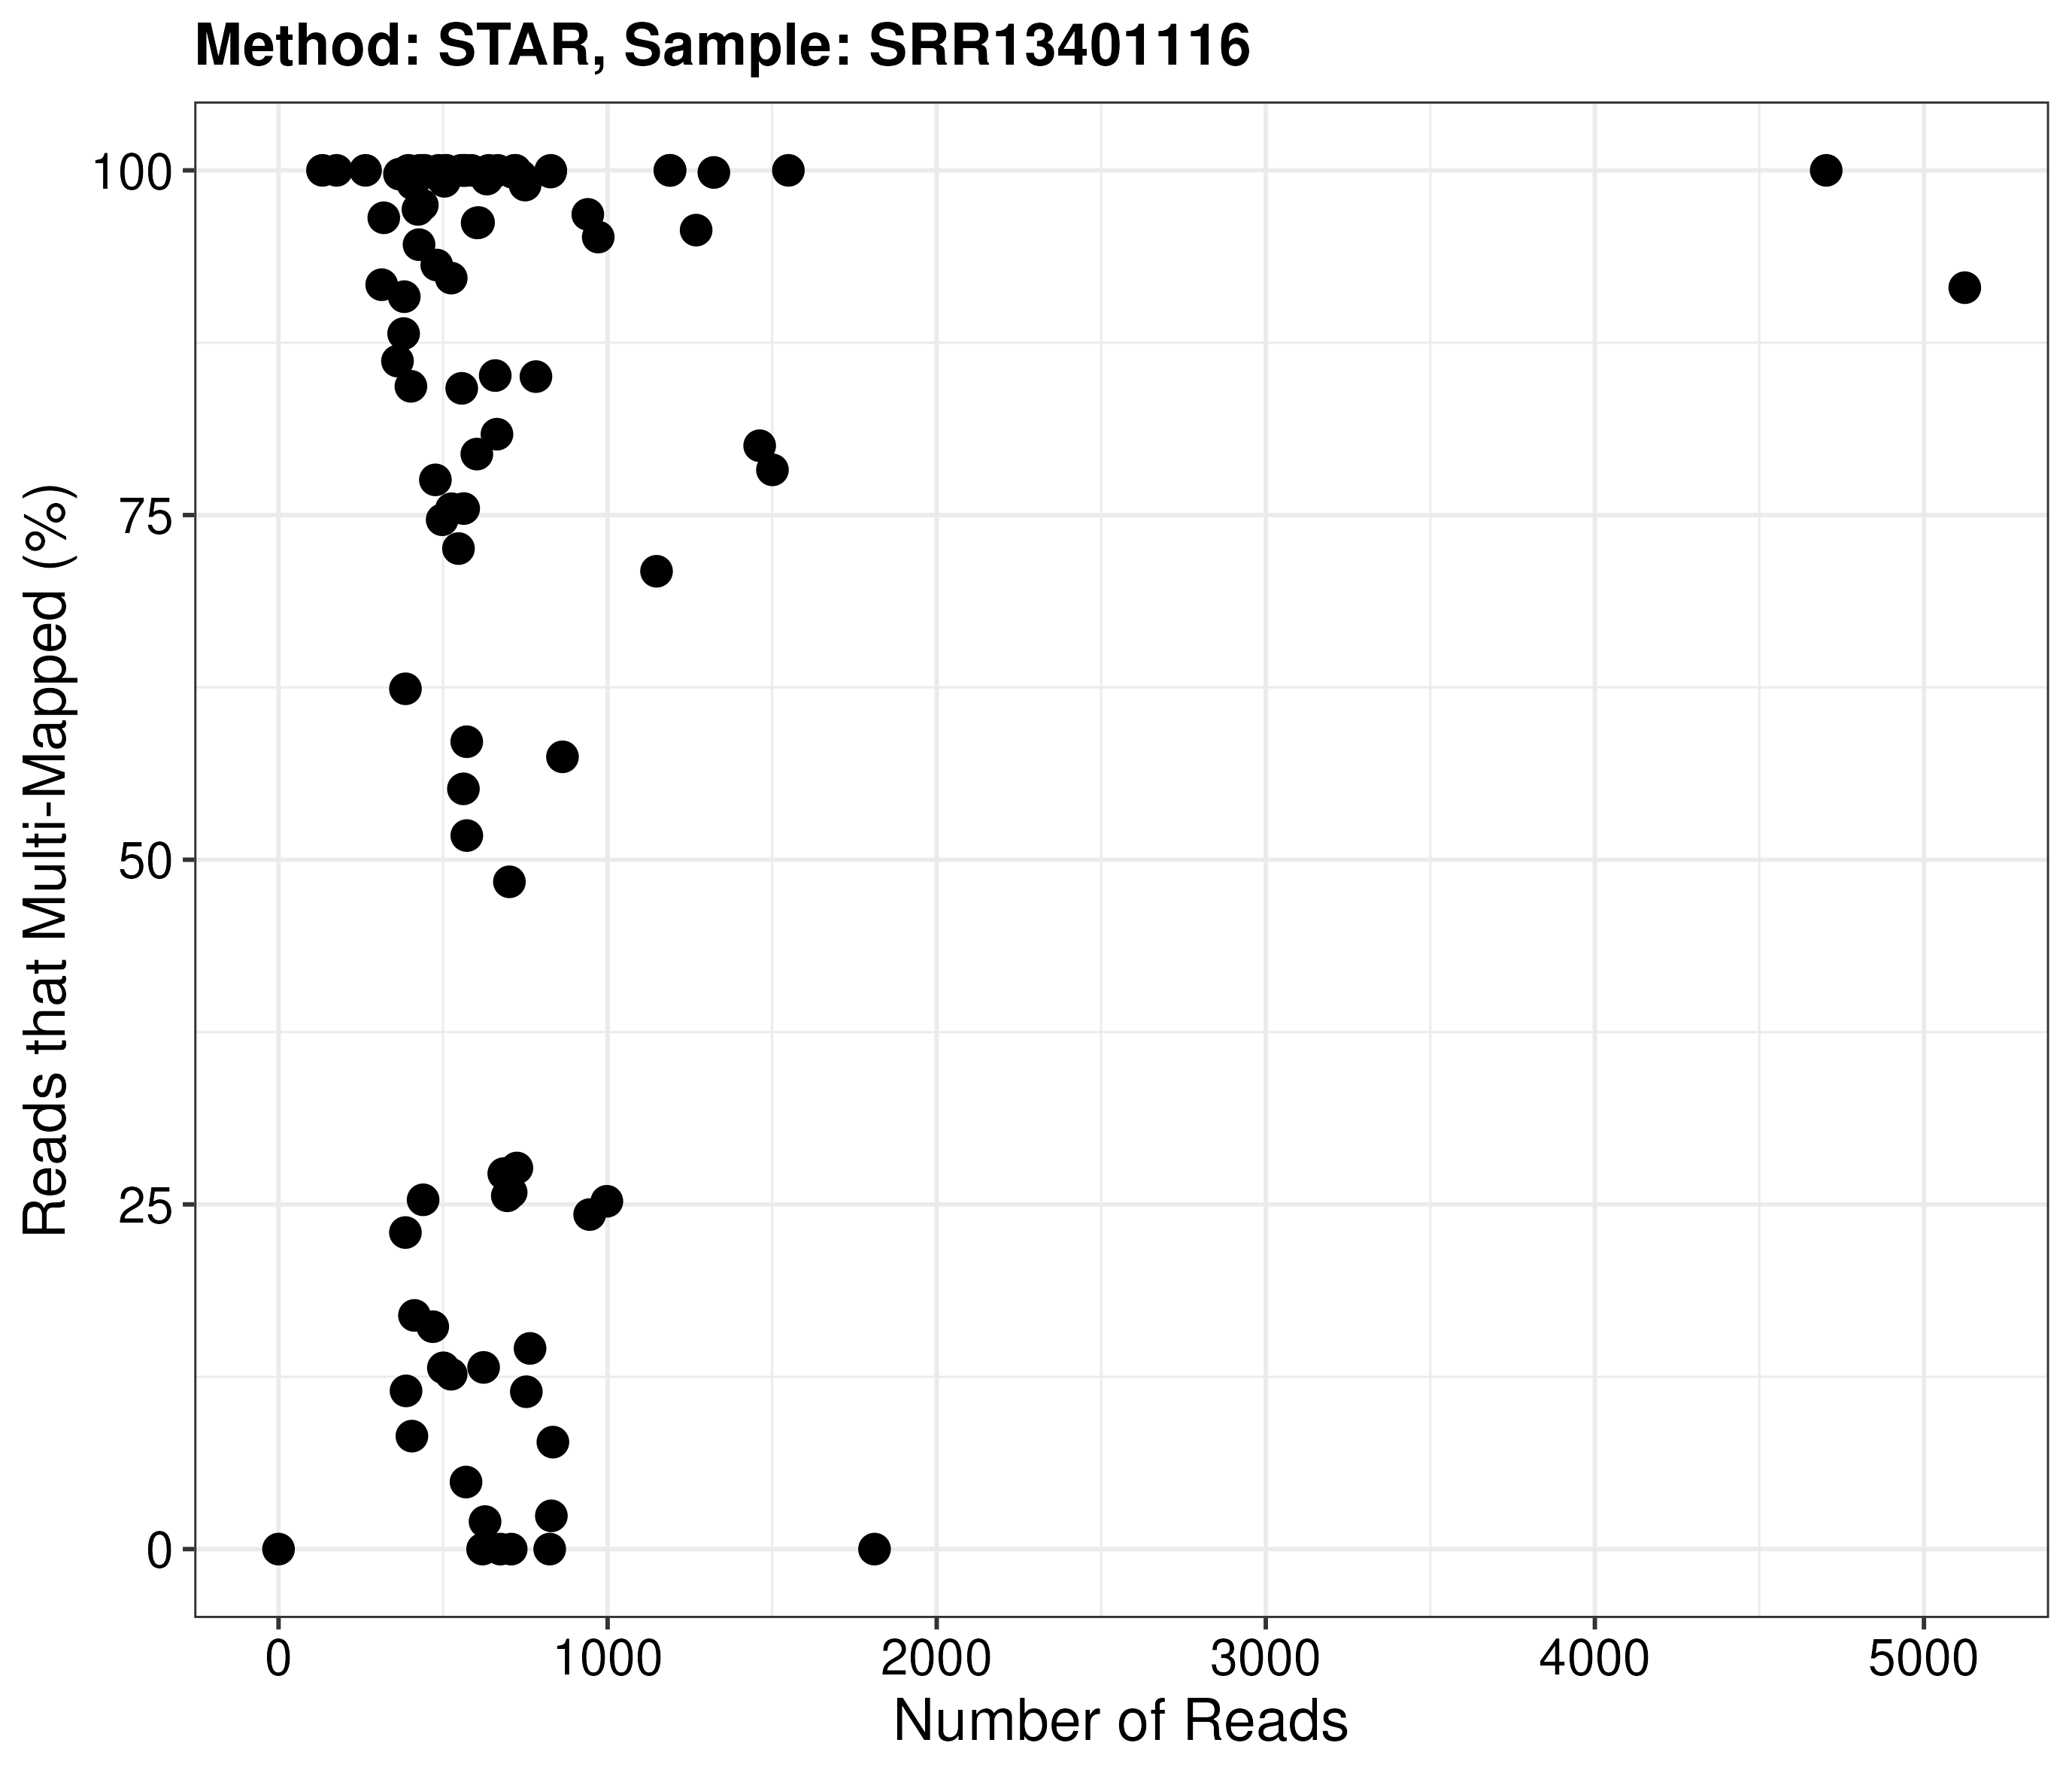 Method: STAR, Sample: SRR13401116
Reads that Multi-Mapped (%)
100
75
50
25
0
0 1000 2000 3000 4000 5000
Number of Reads